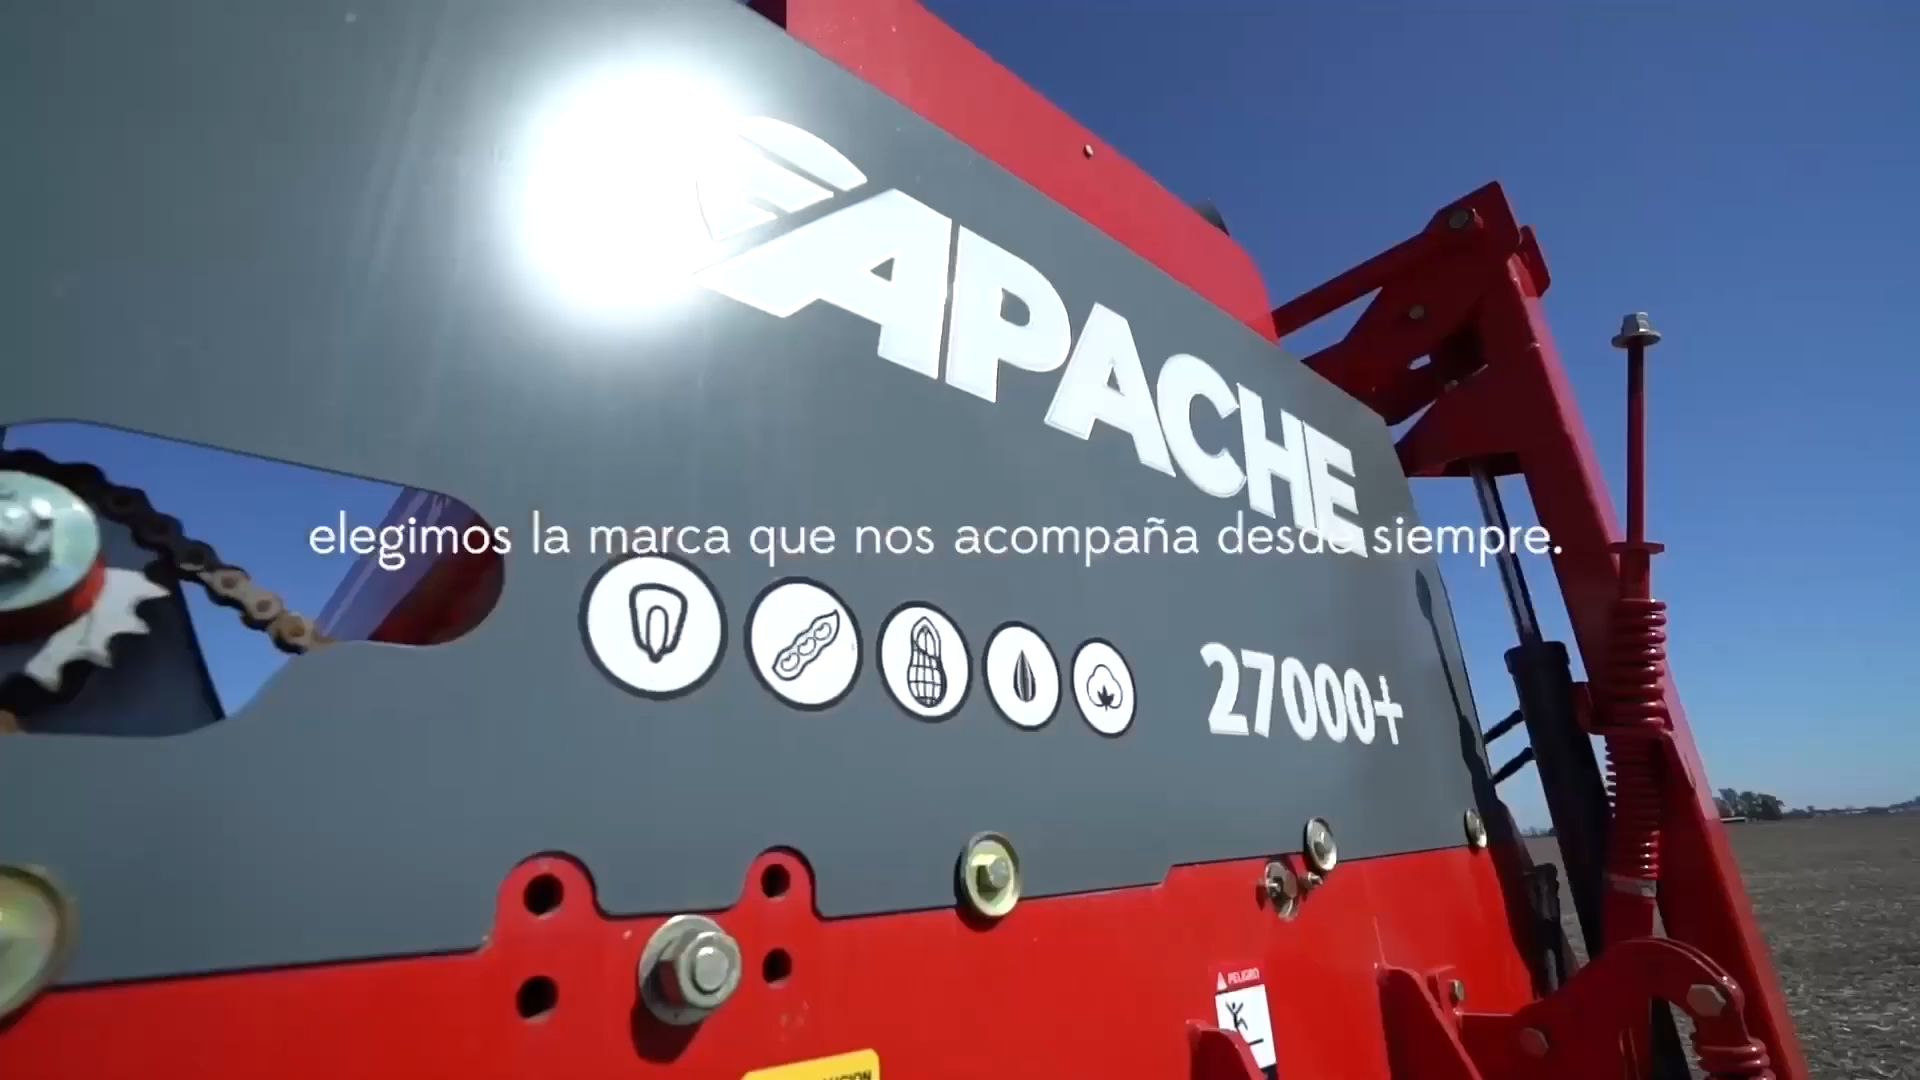 APACHE
elegimos la marca que nos acompaña desde siempre.
27000+
PELIGRO